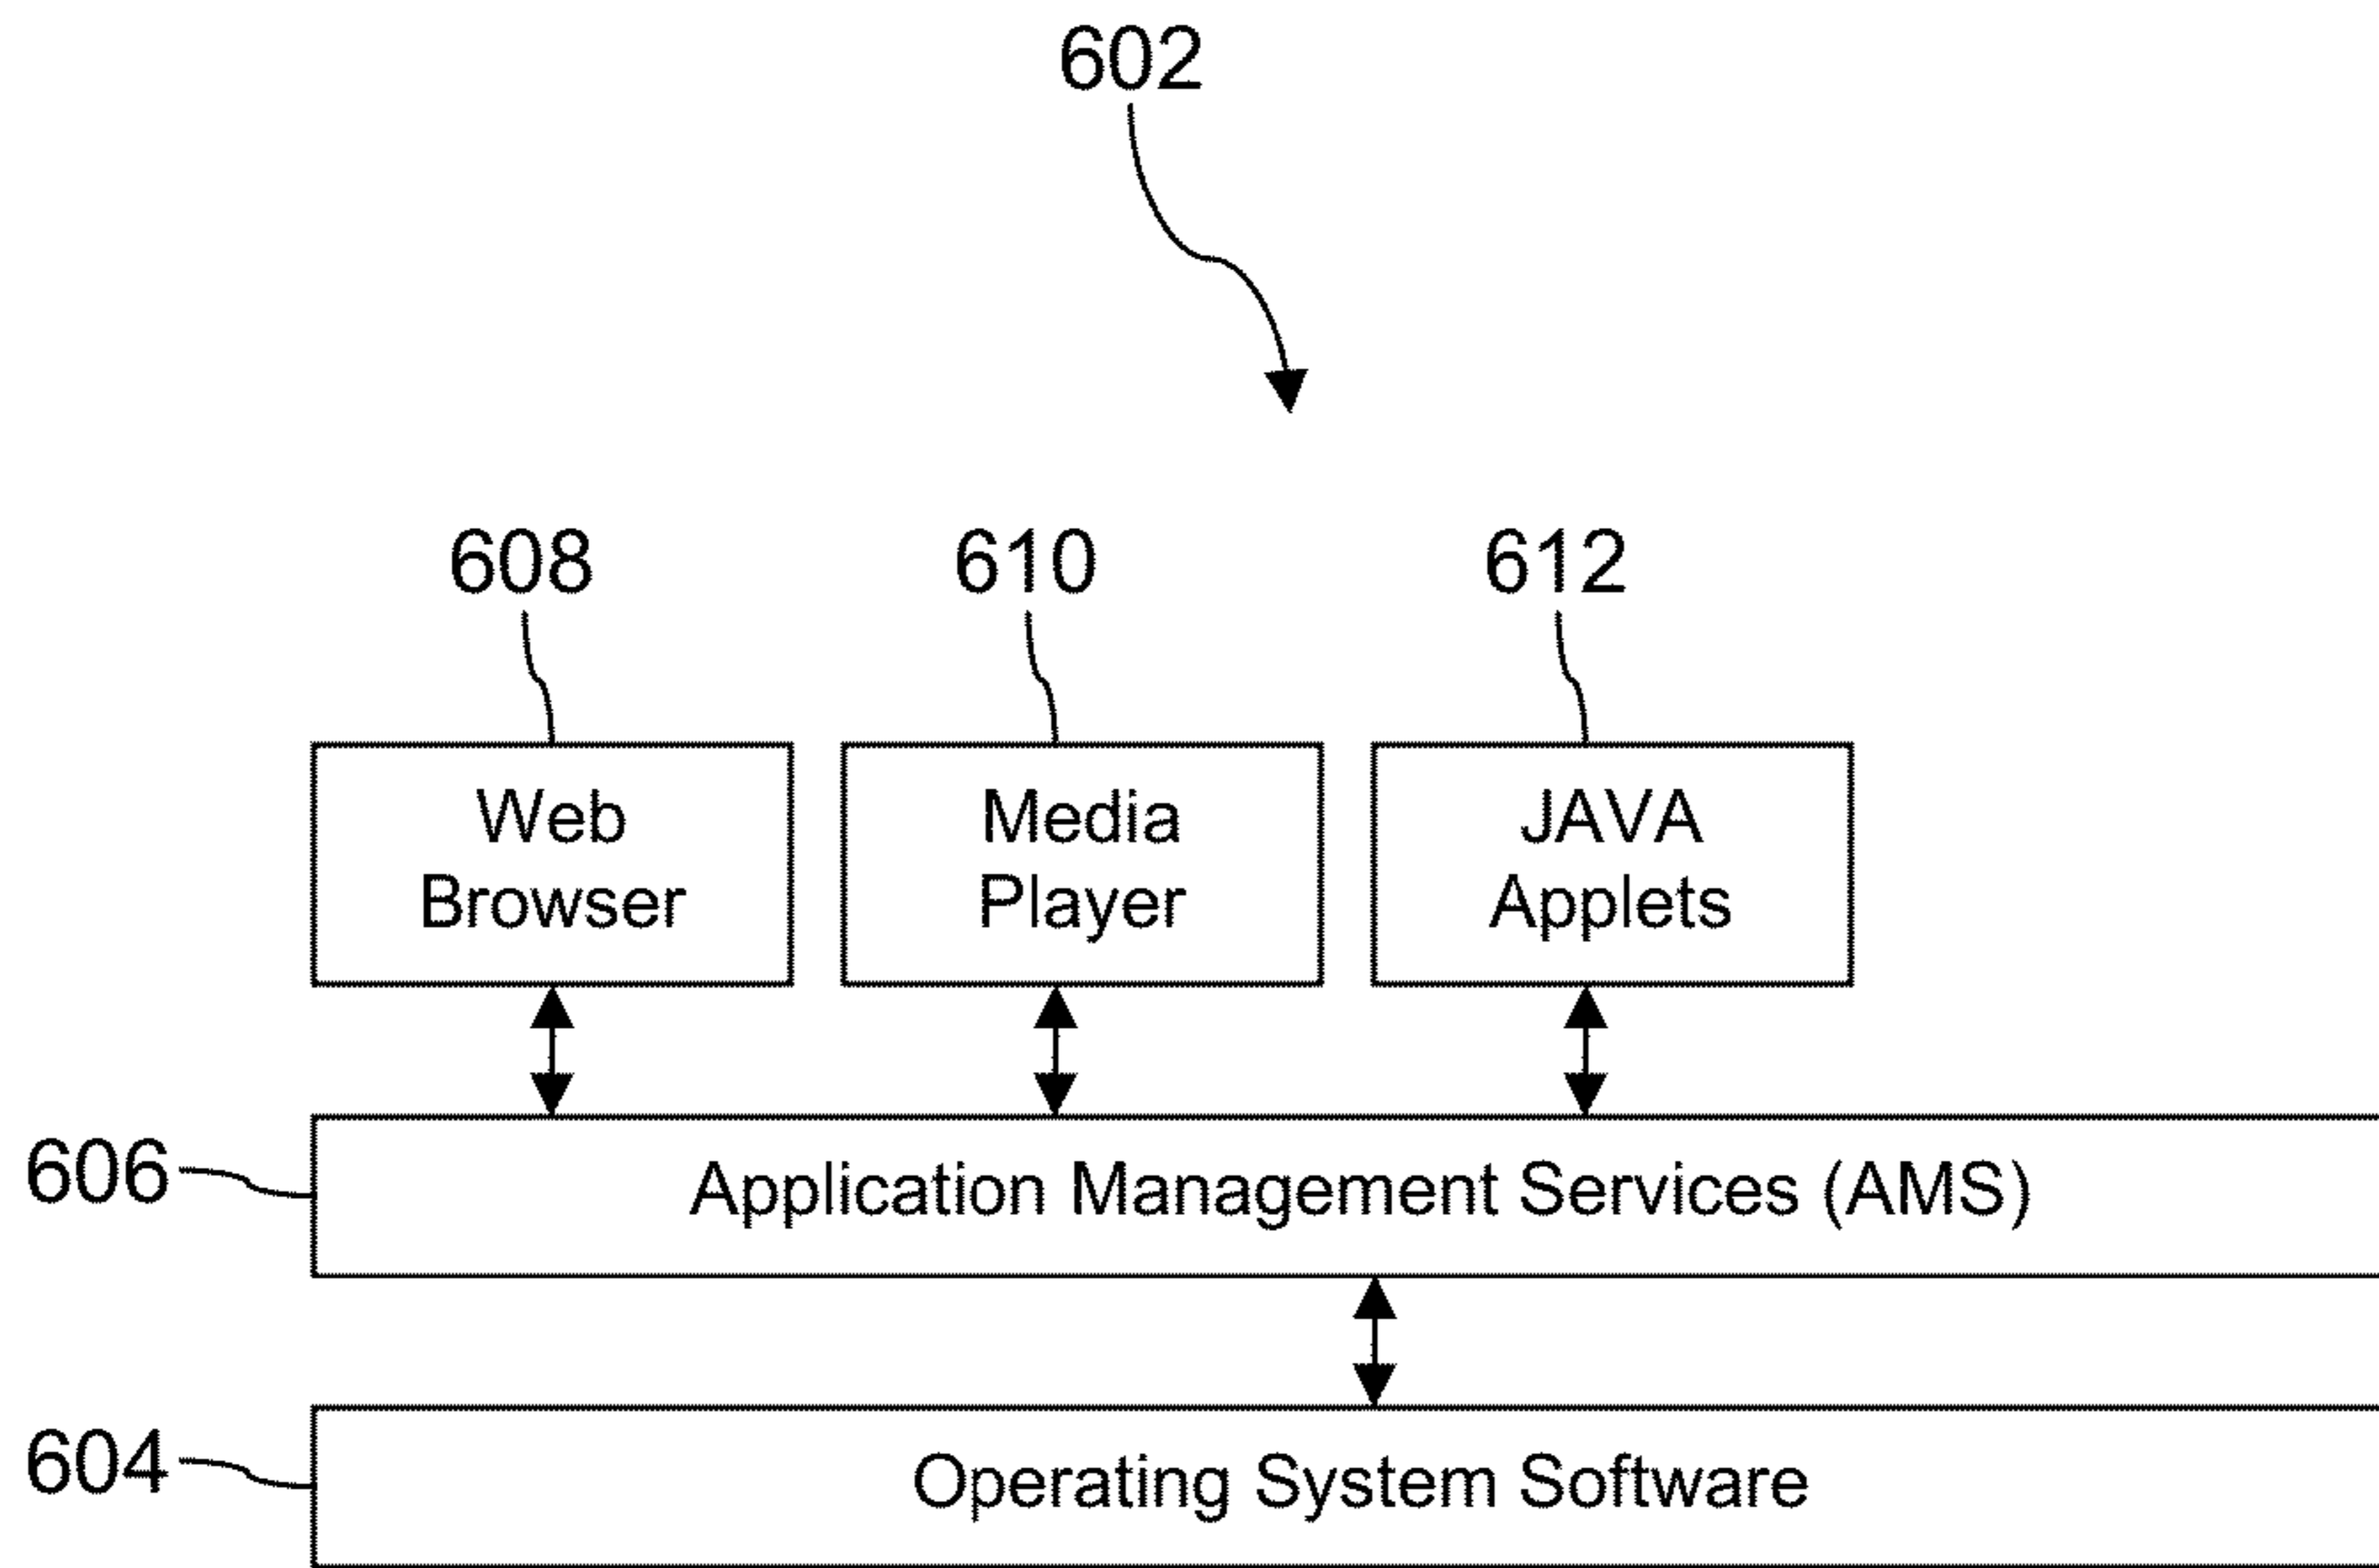 602
608
610
612
Web
Browser
Media
Player
JAVA
Applets
606
Application Management Services (AMS)
604
Operating System Software